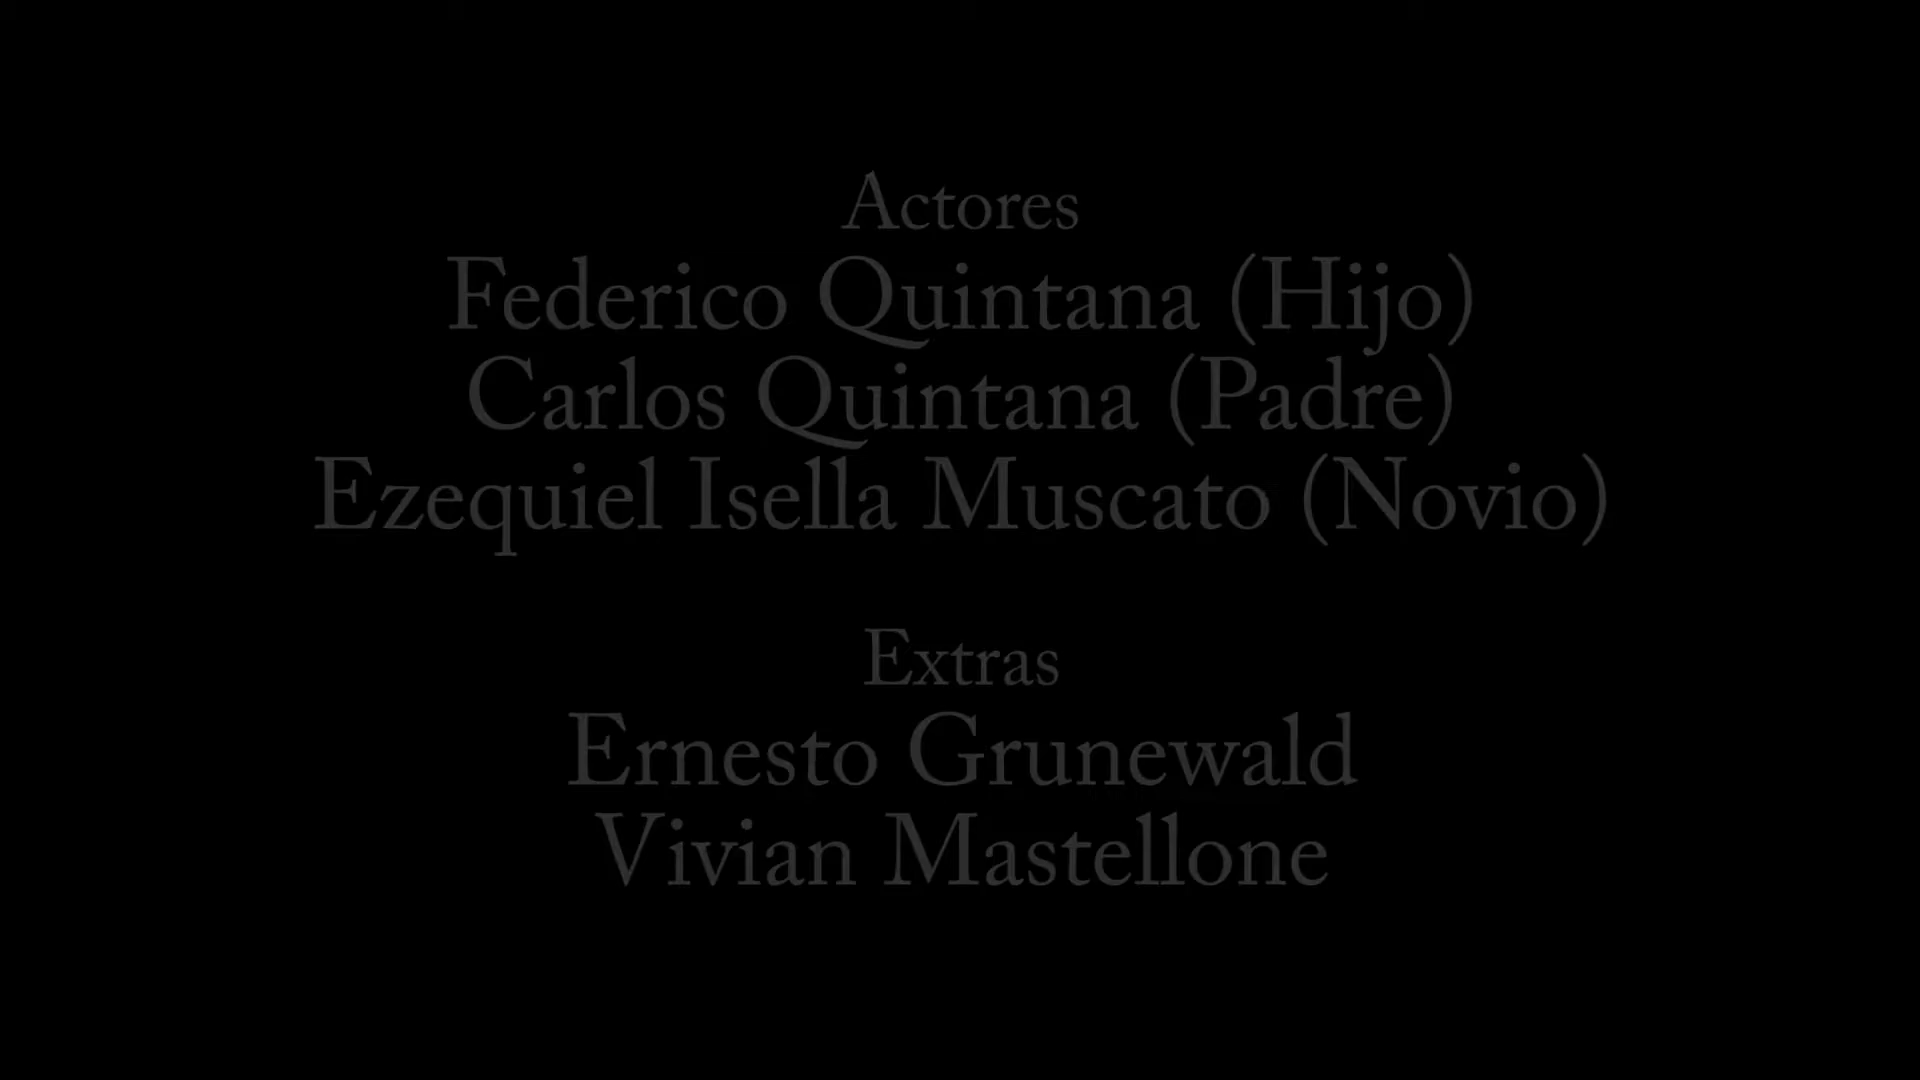 Actores
Federico Quintana (Hijo)
Carlos Quintana (Padre)
Ezequiel Isella Muscato (Novio)
Extras
Ernesto Grunewald
Vivian Mastellone